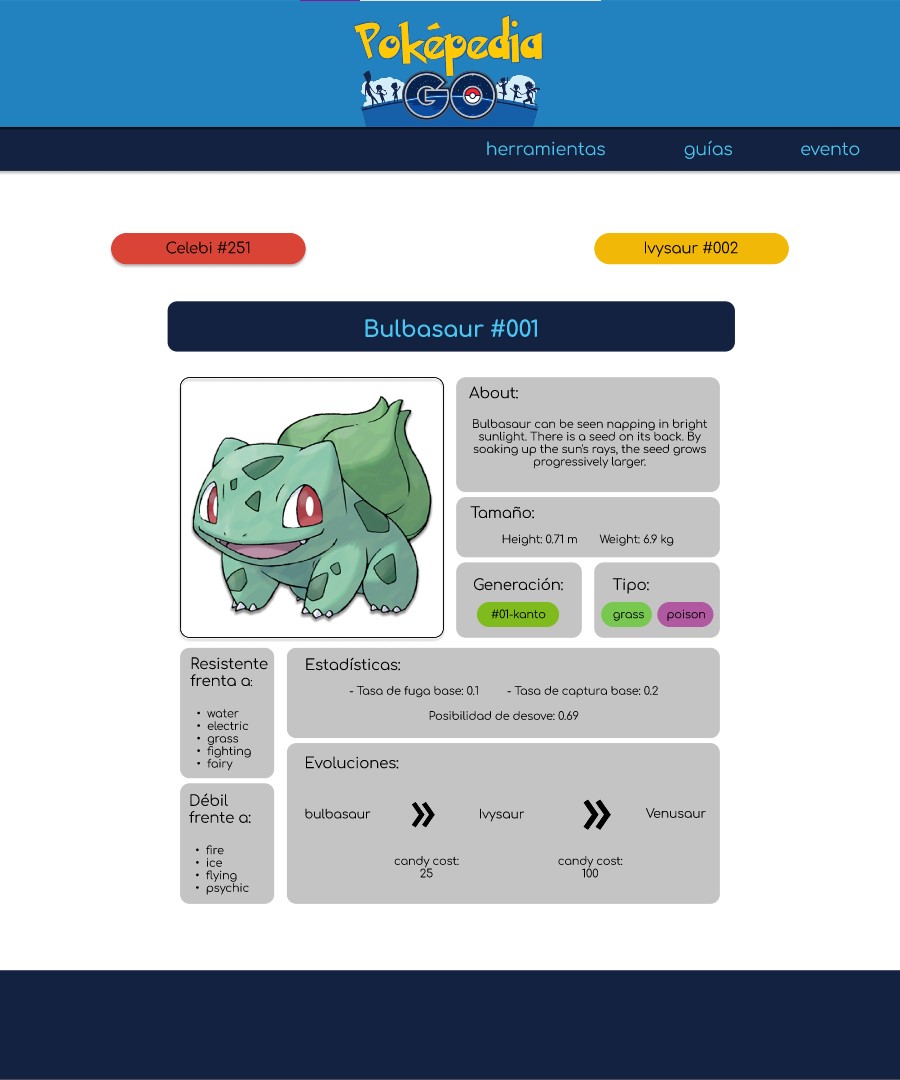 Poképedia
GO
herramientas guías evento
Celebi #251
Ivysaur #002
Bulbasaur #001
About:
Bulbasaur can be seen napping in bright
sunlight. There is a seed on its back. By
soaking up the sun's rays, the seed grows
progressively larger.
Tamaño:
Height: 0.71 m Weight: 6.9 kg
Generación:
#01-kanto
Tipo:
grass poison
Resistente
frenta a:
• water
• electric
• grass
• fighting
• fairy
Débil
frente a:
• fire
• ice
• flying
• psychic
Estadísticas:
- Tasa de fuga base: 0.1 - Tasa de captura base: 0.2
Posibilidad de desove: 0.69
Evoluciones:
bulbasaur » Ivysaur » Venusaur
candy cost:
25
candy cost:
100